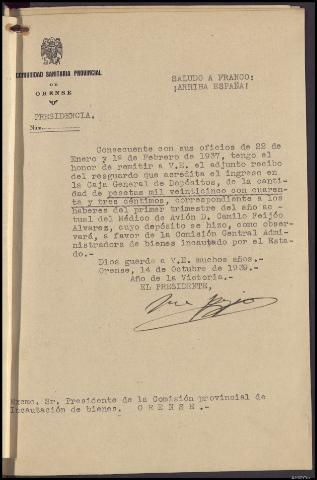 COMUNIDAD SANITARIA PROVINCIAL
DE
ORENSE
PRESIDENCIA.
Núm.
SALUDO A FRANCO:
¡ARRIBA ESPAÑA!
Consecuente con sus oficios de 22 de
Enero y 1º de Febrero de 1937, tengo el
honor de remitir a V.E. el adjunto recibo
del resguardo que acredita el ingreso en
la Caja General de Depósitos, de la canti-
dad de pesetas mil veinticinco con cuaren-
ta y tres céntimos, correspondiente a los
haberes del primer trimestre del año ac-
tual del Médico de Avión D. Camilo Feijóo
Alvarez, cuyo depósito se hizo, como obser-
vará, a favor de la Comisión Central admi-
nistradora de bienes incautado por el Esta-
do.-
Dios guarde a V.E. muchos años.-
Orense, 14 de Octubre de 1939.-
Año de la Victoria.-
EL PRESIDENTE,
Excmo. Sr. Presidente de la Comisión provincial de
Incautación de bienes. O R E N S E .-